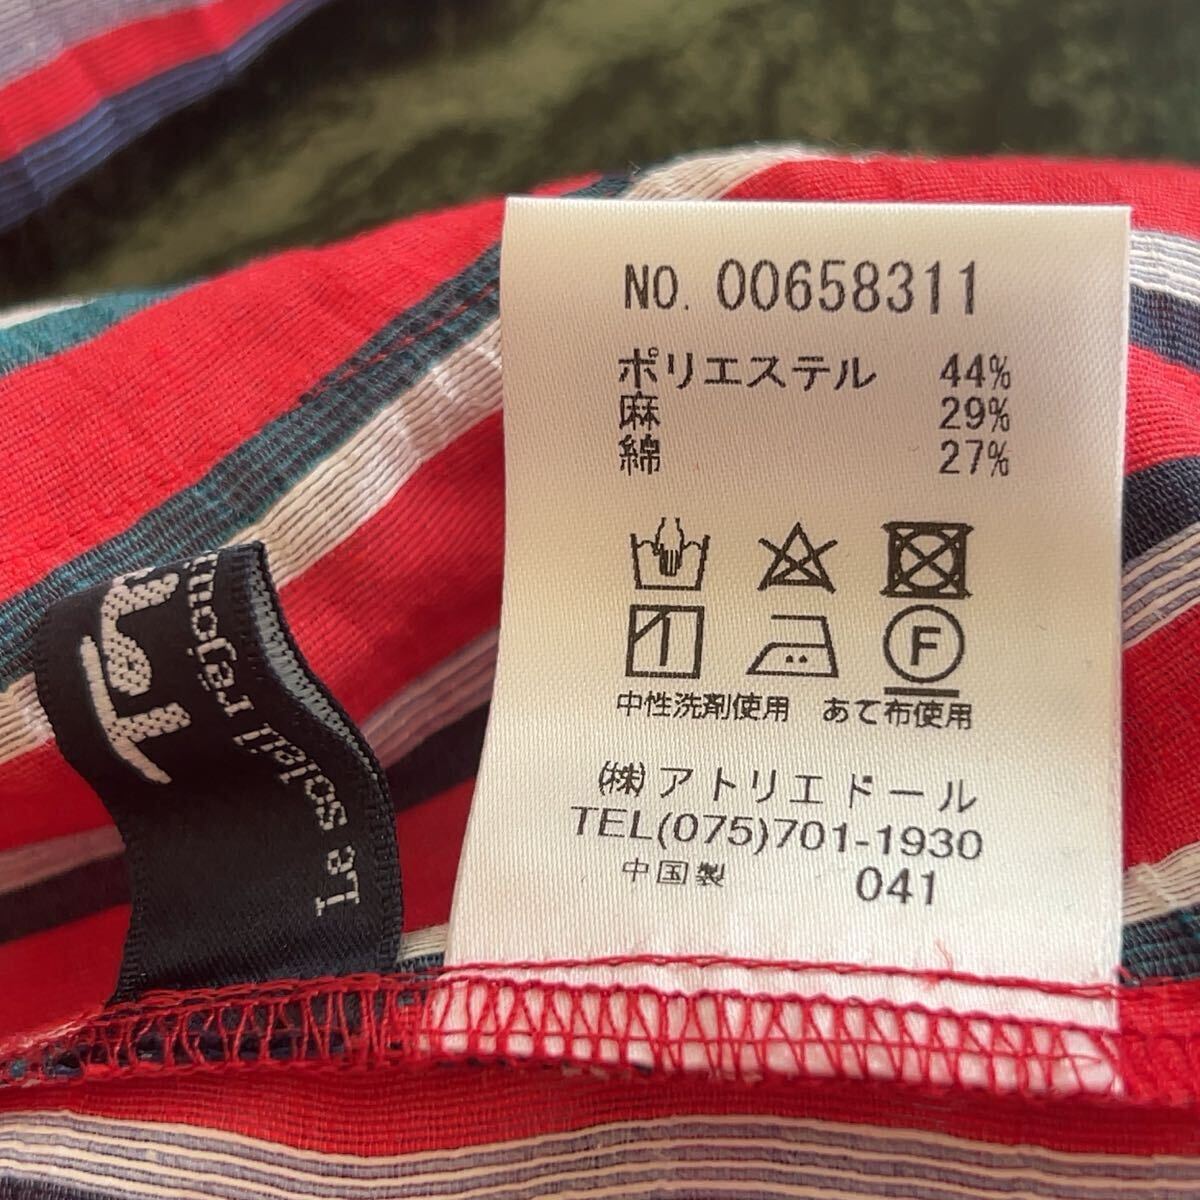 NO. 00658311
ポリエステル 44%
麻 29%
綿 27%
F
中性洗剤使用 あて布使用
㈱アトリエドール
TEL(075)701-1930
中国製 041
Le soleil